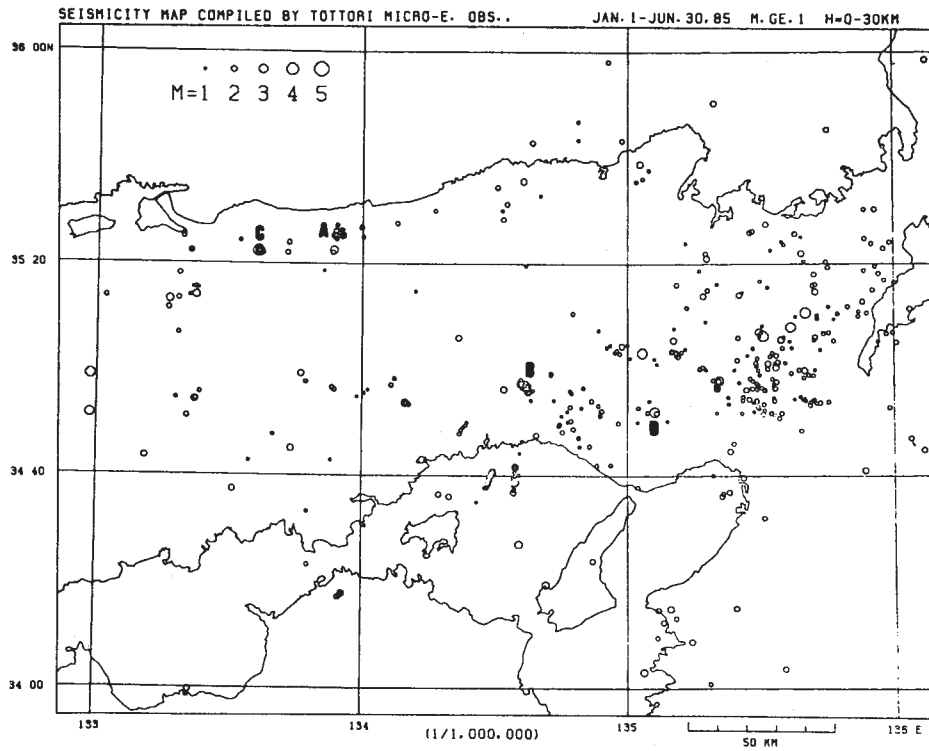 SEISMICITY MAP COMPILED BY TOTTORI MICRO-E. OBS.. JAN.1-JUN.30.85 M.GE.1 H=0-30KM
36 00N
M=1 2 3 4 5
C A
35 20
34 40
34 00
133 134 135 136 E
(1/1,000,000)
50 KM